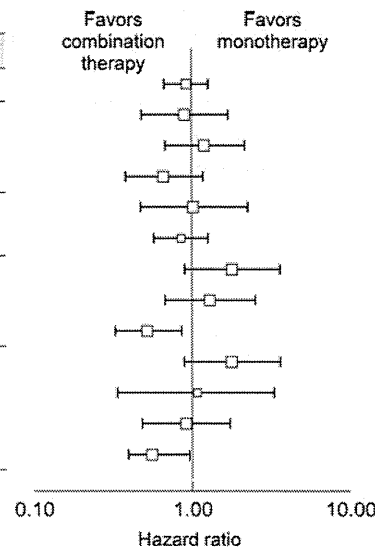 Favors
combination
therapy
Favors
monotherapy
0.10
1.00
10.00
Hazard ratio